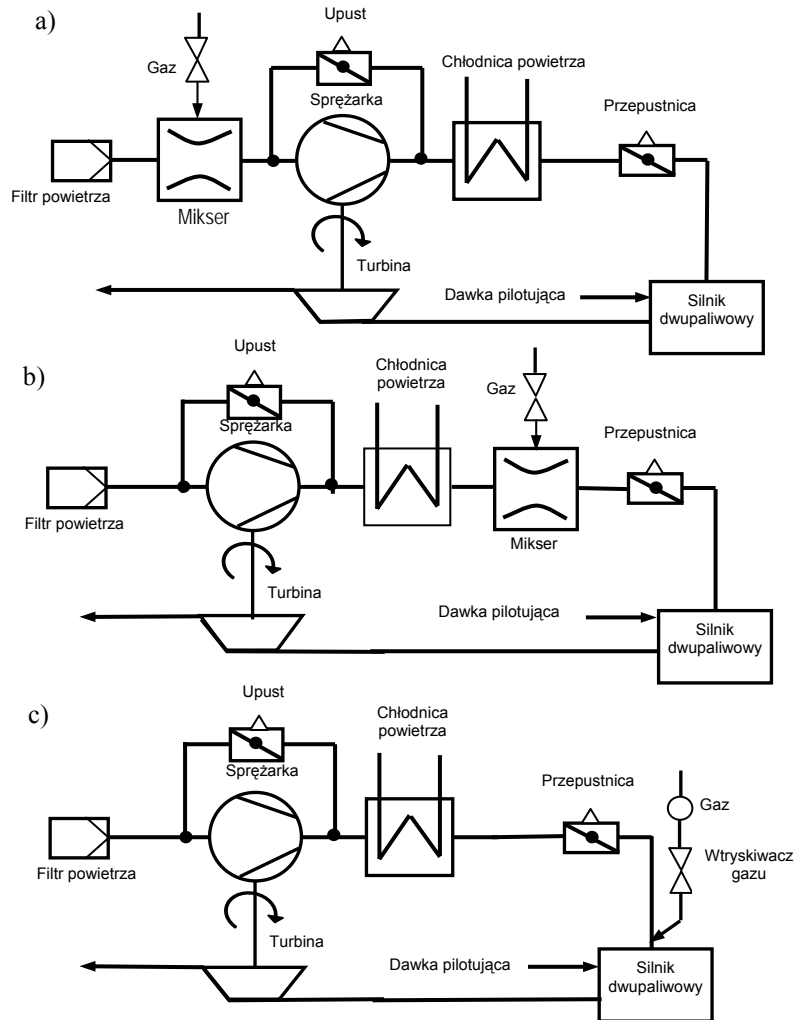 a)
Upust
Gaz
Chłodnica powietrza
Sprężarka
Przepustnica
Filtr powietrza
Mikser
Turbina
Dawka pilotująca
Silnik
dwupaliwowy
b)
Upust
Chłodnica
powietrza
Gaz
Sprężarka
Przepustnica
Filtr powietrza
Mikser
Turbina
Dawka pilotująca
Silnik
dwupaliwowy
c)
Upust
Chłodnica
powietrza
Sprężarka
Przepustnica
Gaz
Wtryskiwacz
gazu
Filtr powietrza
Turbina
Dawka pilotująca
Silnik
dwupaliwowy